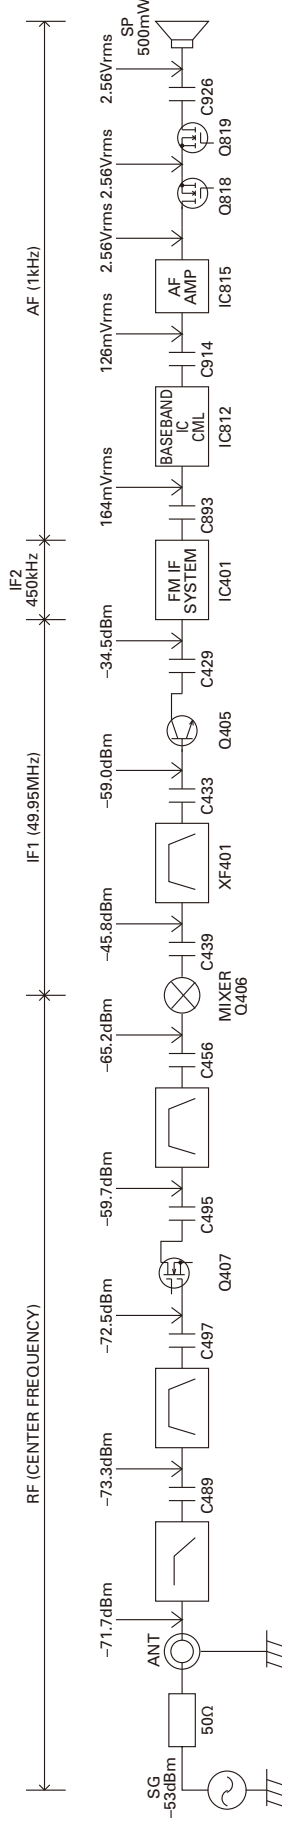 RF (CENTER FREQUENCY)
IF1 (49.95MHz)
IF2
450kHz
AF (1kHz)
SG
–53dBm
–71.7dBm
–73.3dBm
–72.5dBm
–59.7dBm
–65.2dBm
–45.8dBm
–59.0dBm
–34.5dBm
164mVrms
126mVrms
2.56Vrms
2.56Vrms
2.56Vrms
SP
500mW
ANT
FM IF
SYSTEM
BASEBAND
IC
CML
AF
AMP
50Ω
C489
C497
Q407
C495
C456
MIXER
Q406
C439
XF401
C433
Q405
C429
IC401
C893
IC812
C914
IC815
Q818
Q819
C926